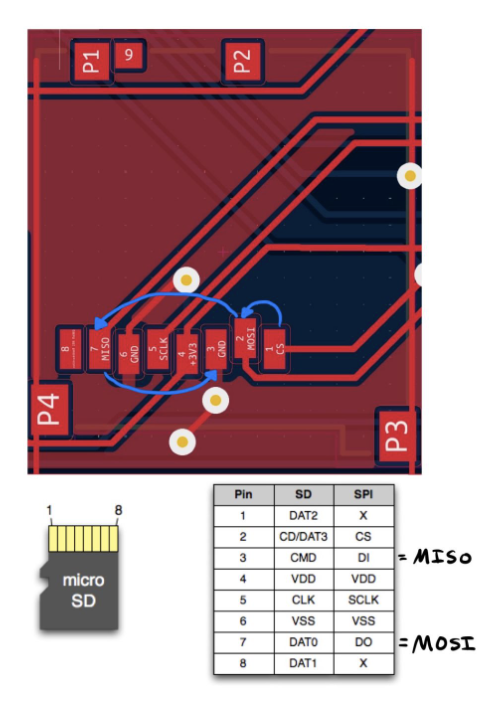 P1 9 P2
8
7 MISO
6 GND
5 SCLK
4 +3V3
3 GND
2 MOSI
1 CS
P4
P3
1 8
micro
SD
Pin SD SPI
1 DAT2 X
2 CD/DAT3 CS
3 CMD DI = MISO
4 VDD VDD
5 CLK SCLK
6 VSS VSS
7 DAT0 DO = MOSI
8 DAT1 X